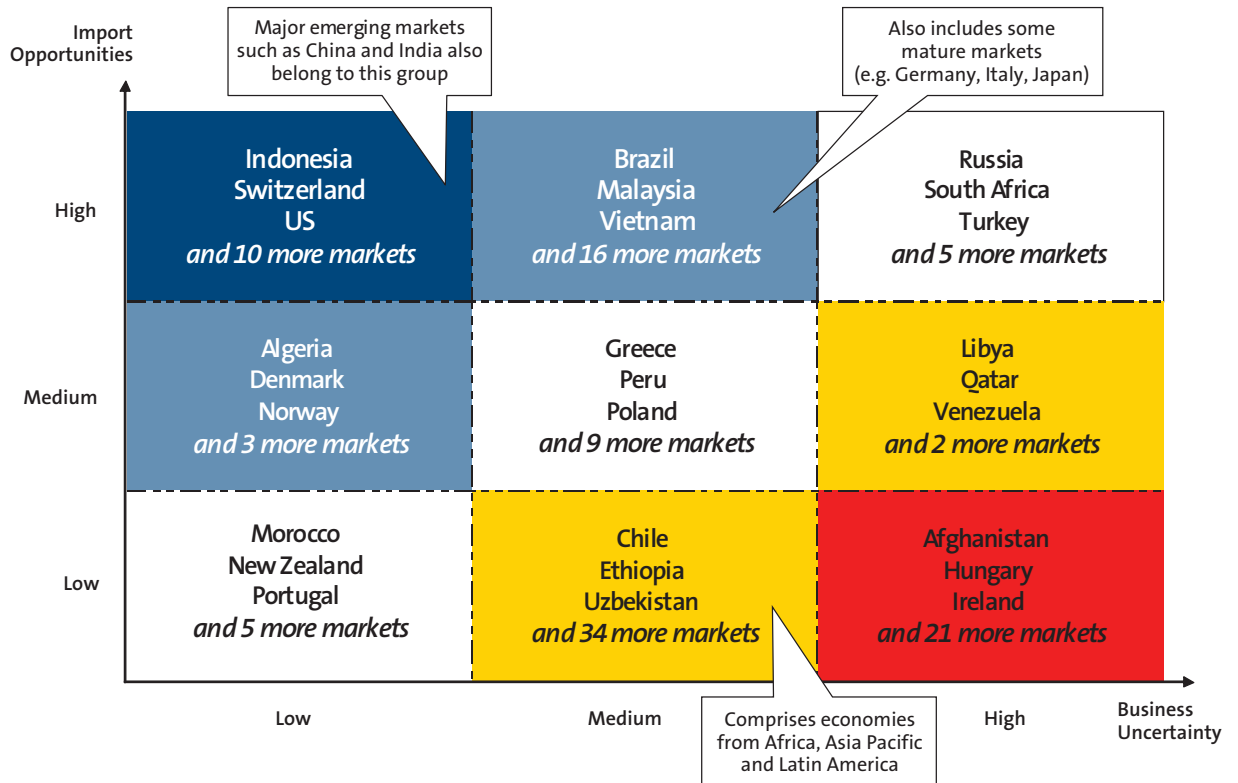 Import
Opportunities
Major emerging markets
such as China and India also
belong to this group
Also includes some
mature markets
(e.g. Germany, Italy, Japan)
High
Indonesia
Switzerland
US
and 10 more markets
Brazil
Malaysia
Vietnam
and 16 more markets
Russia
South Africa
Turkey
and 5 more markets
Medium
Algeria
Denmark
Norway
and 3 more markets
Greece
Peru
Poland
and 9 more markets
Libya
Qatar
Venezuela
and 2 more markets
Low
Morocco
New Zealand
Portugal
and 5 more markets
Chile
Ethiopia
Uzbekistan
and 34 more markets
Afghanistan
Hungary
Ireland
and 21 more markets
Low
Medium
High
Business
Uncertainty
Comprises economies
from Africa, Asia Pacific
and Latin America